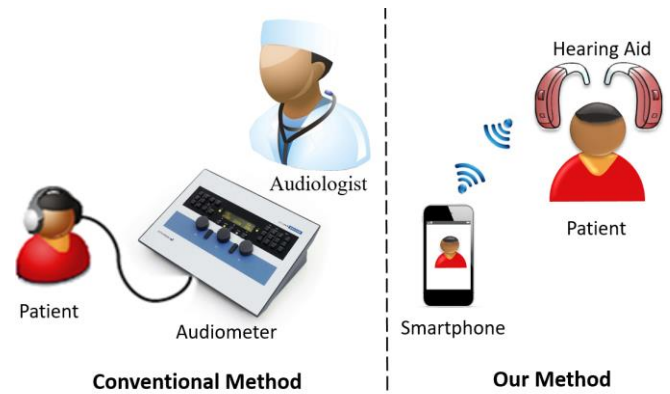 Audiologist
Patient
Audiometer
Conventional Method
Hearing Aid
Patient
Smartphone
Our Method